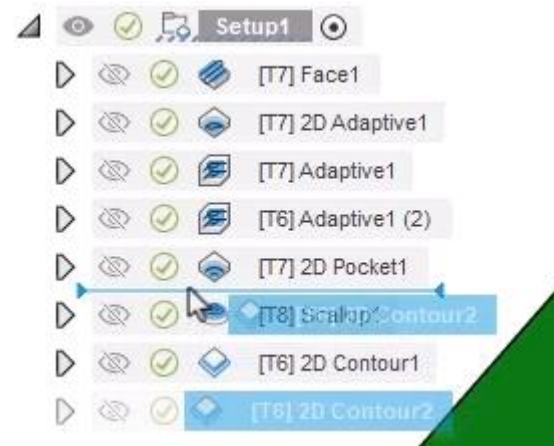 Setup1
[T7] Face1
[T7] 2D Adaptive1
[T7] Adaptive1
[T6] Adaptive1 (2)
[T7] 2D Pocket1
[T8] Scallop1 Contour2
[T6] 2D Contour1
[T6] 2D Contour2